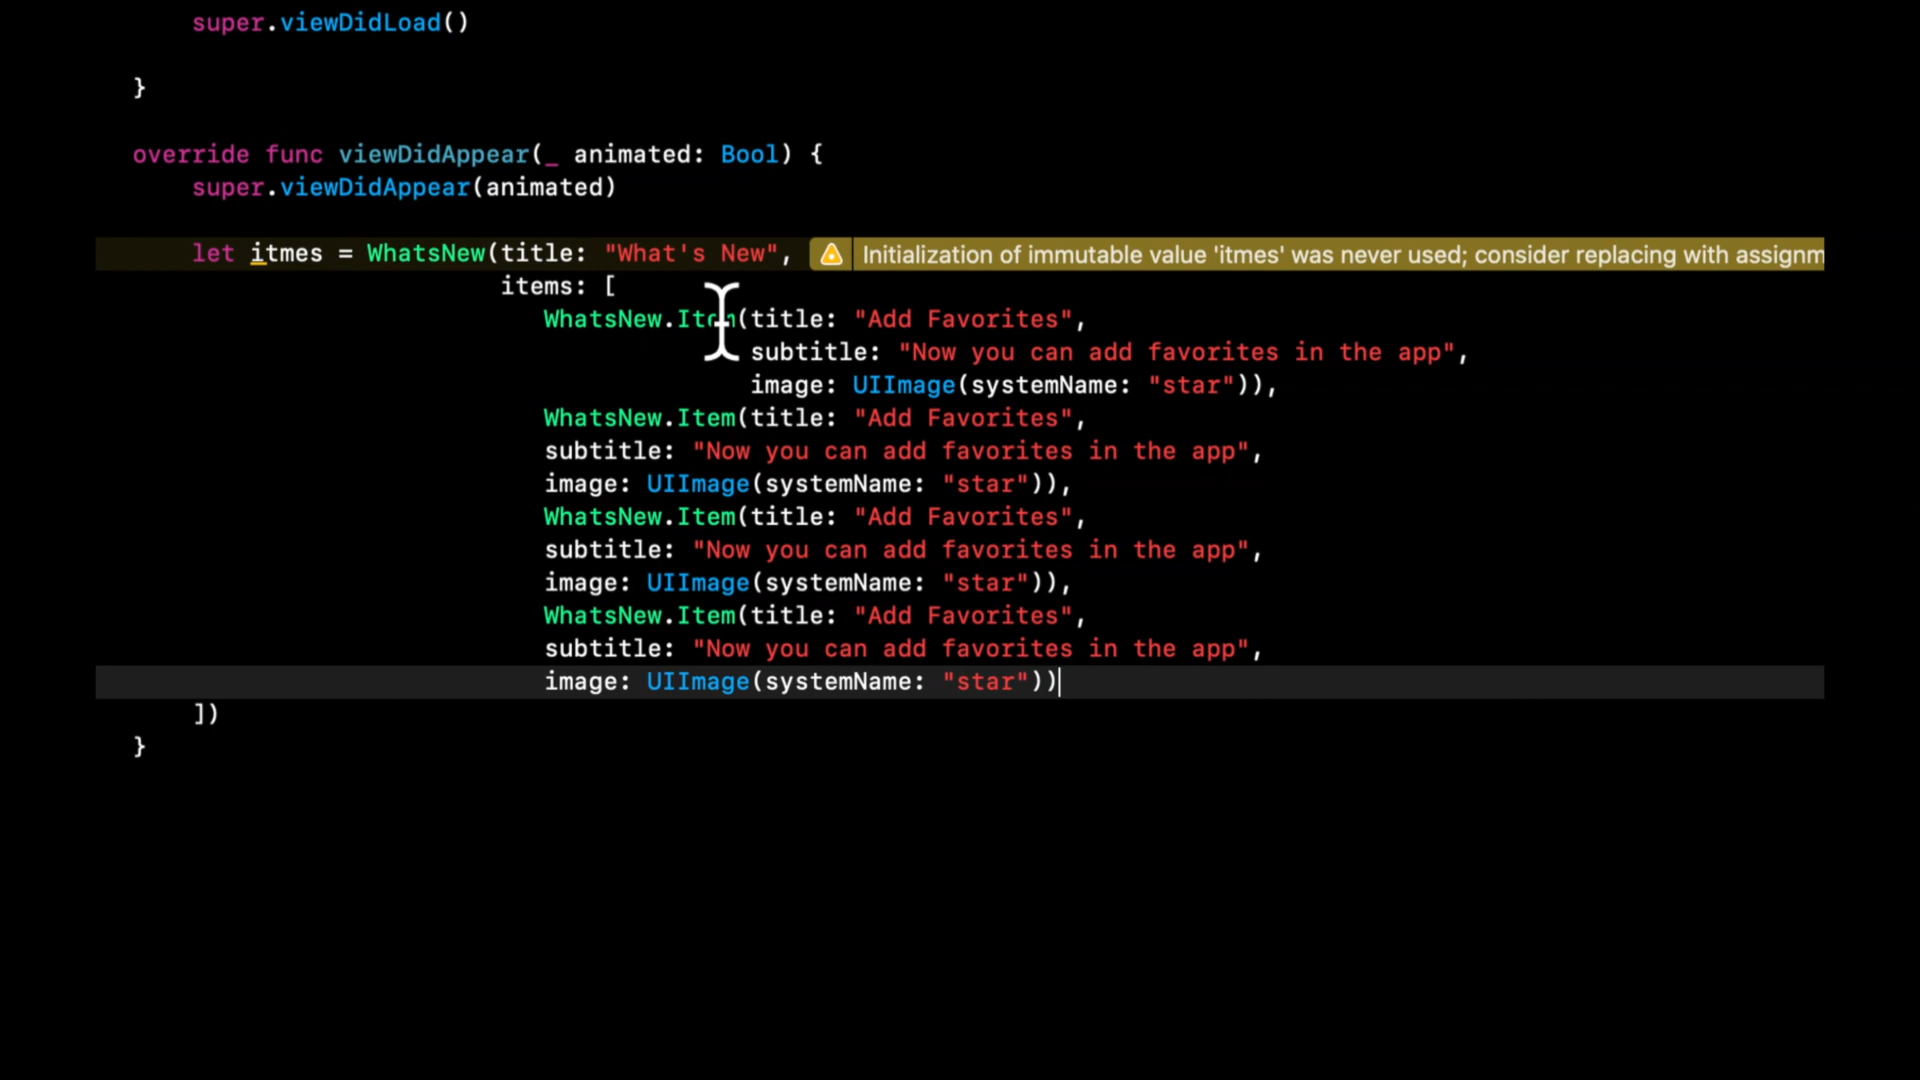 super.viewDidLoad()
}
override func viewDidAppear(_ animated: Bool) {
super.viewDidAppear(animated)
let itmes = WhatsNew(title: "What's New", Initialization of immutable value 'itmes' was never used; consider replacing with assignm
items: [
WhatsNew.Item(title: "Add Favorites",
subtitle: "Now you can add favorites in the app",
image: UIImage(systemName: "star")),
WhatsNew.Item(title: "Add Favorites",
subtitle: "Now you can add favorites in the app",
image: UIImage(systemName: "star")),
WhatsNew.Item(title: "Add Favorites",
subtitle: "Now you can add favorites in the app",
image: UIImage(systemName: "star")),
WhatsNew.Item(title: "Add Favorites",
subtitle: "Now you can add favorites in the app",
image: UIImage(systemName: "star"))
])
}